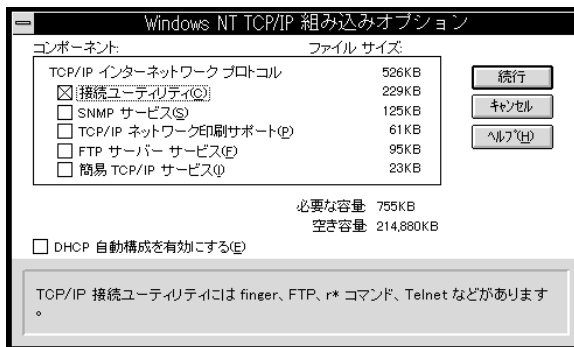 Windows NT TCP/IP 組み込みオプション
コンポーネント: ファイル サイズ:
TCP/IP インターネットワーク プロトコル 526KB
接続ユーティリティ(C) 229KB
SNMP サービス(S) 125KB
TCP/IP ネットワーク印刷サポート(P) 61KB
FTP サーバー サービス(F) 95KB
簡易 TCP/IP サービス(I) 23KB
続行
キャンセル
ヘルプ(H)
必要な容量: 755KB
空き容量: 214,880KB
DHCP 自動構成を有効にする(E)
TCP/IP 接続ユーティリティには finger、FTP、r* コマンド、Telnet などがあります
。